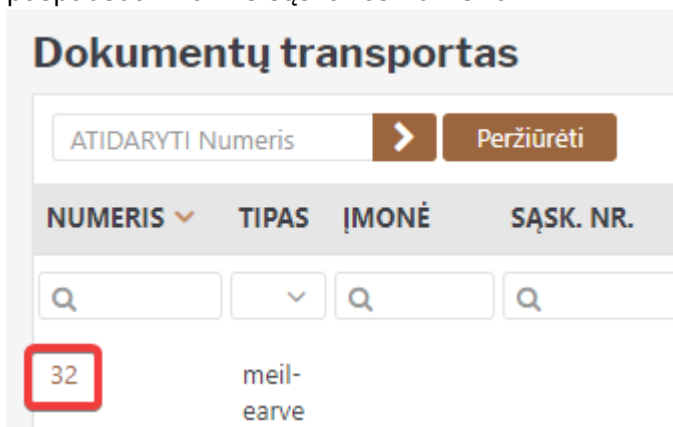 Dokumentų transportas
ATIDARYTI Numeris
Peržiūrėti
NUMERIS TIPAS ĮMONĖ SĄSK. NR.
32 meil-
earve